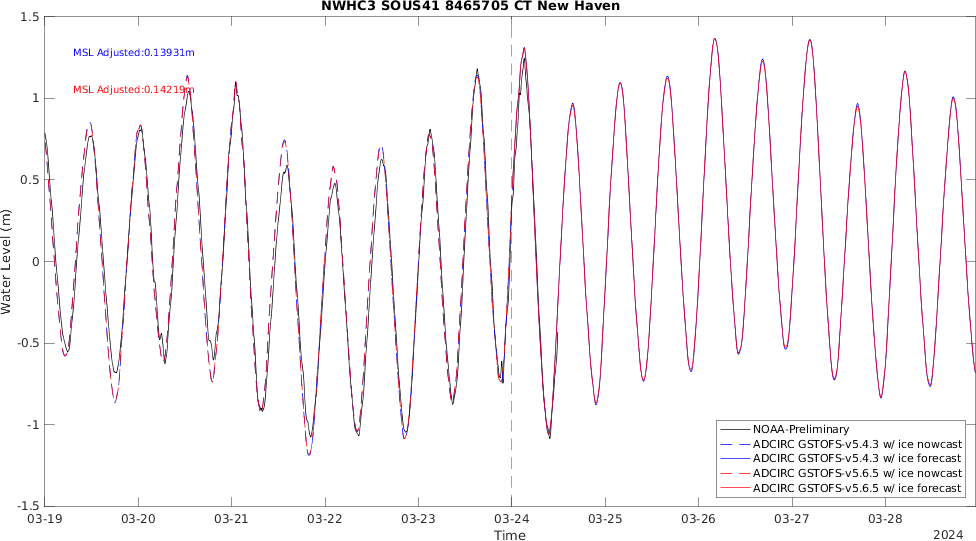 NWHC3 SOUS41 8465705 CT New Haven
1.5
MSL Adjusted:0.13931m
MSL Adjusted:0.14219m
1
0.5
0
-0.5
-1
-1.5
Water Level (m)
NOAA-Preliminary
ADCIRC GSTOFS-v5.4.3 w/ ice nowcast
ADCIRC GSTOFS-v5.4.3 w/ ice forecast
ADCIRC GSTOFS-v5.6.5 w/ ice nowcast
ADCIRC GSTOFS-v5.6.5 w/ ice forecast
03-19 03-20 03-21 03-22 03-23 03-24 03-25 03-26 03-27 03-28
Time
2024